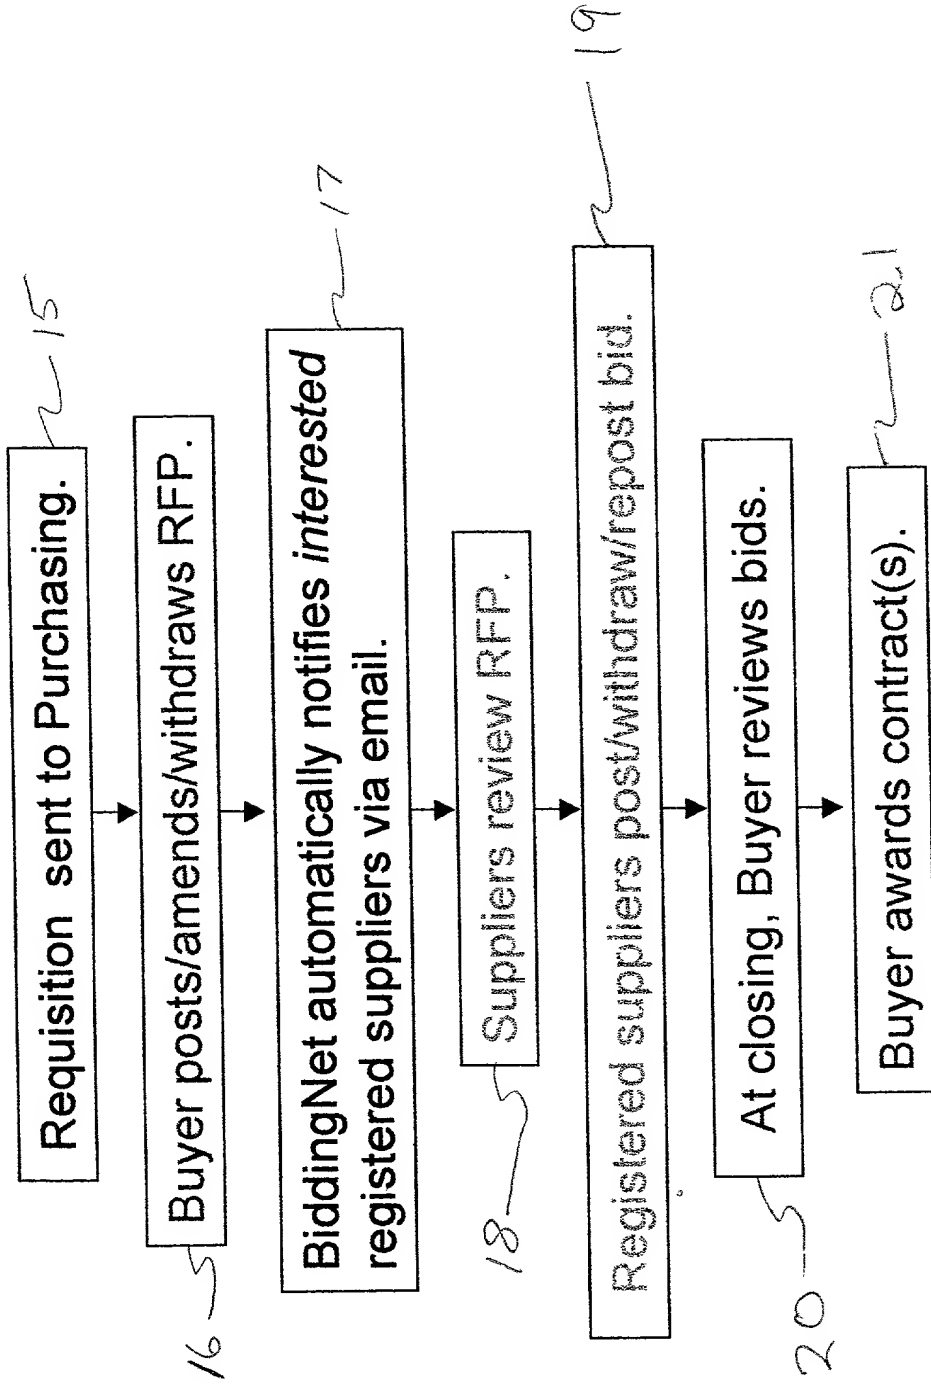 Requisition sent to Purchasing.
15
Buyer posts/amends/withdraws RFP.
16
BiddingNet automatically notifies interested
registered suppliers via email.
17
Suppliers review RFP.
18
Registered suppliers post/withdraw/repost bid.
19
At closing, Buyer reviews bids.
20
Buyer awards contract(s).
21